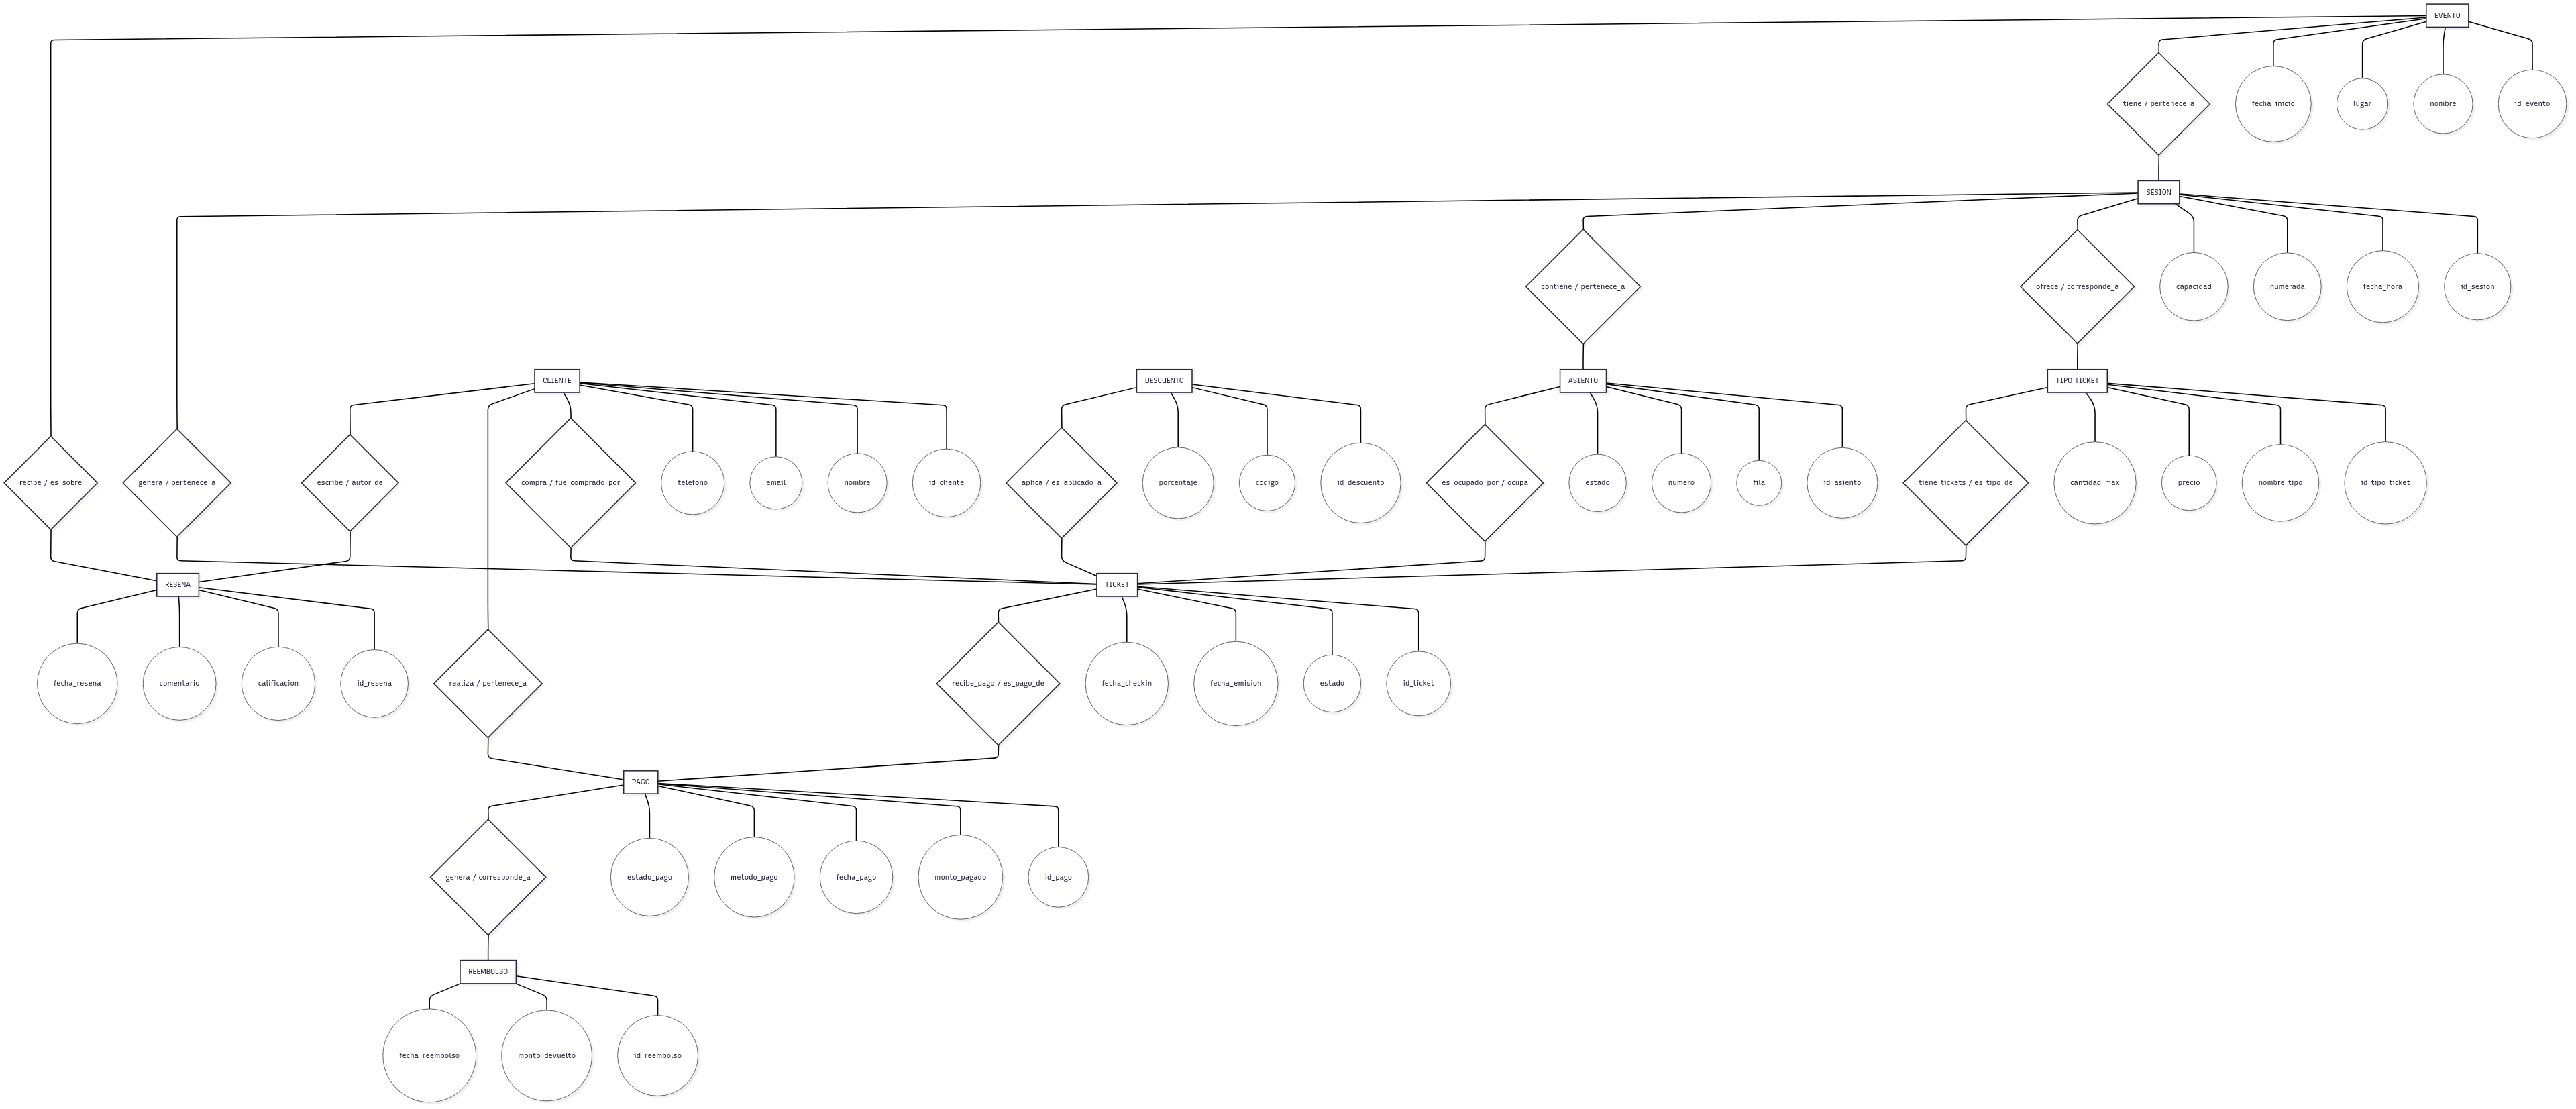 EVENTO
tiene / pertenece_a
fecha_inicio
lugar
nombre
id_evento
SESION
contiene / pertenece_a
ofrece / corresponde_a
capacidad
numerada
fecha_hora
id_sesion
CLIENTE
DESCUENTO
ASIENTO
TIPO_TICKET
recibe / es_sobre
genera / pertenece_a
escribe / autor_de
compra / fue_comprado_por
telefono
email
nombre
id_cliente
aplica / es_aplicado_a
porcentaje
codigo
id_descuento
es_ocupado_por / ocupa
estado
numero
fila
id_asiento
tiene_tickets / es_tipo_de
cantidad_max
precio
nombre_tipo
id_tipo_ticket
RESENA
TICKET
fecha_resena
comentario
calificacion
id_resena
realiza / pertenece_a
recibe_pago / es_pago_de
fecha_checkin
fecha_emision
estado
id_ticket
PAGO
genera / corresponde_a
estado_pago
metodo_pago
fecha_pago
monto_pagado
id_pago
REEMBOLSO
fecha_reembolso
monto_devuelto
id_reembolso